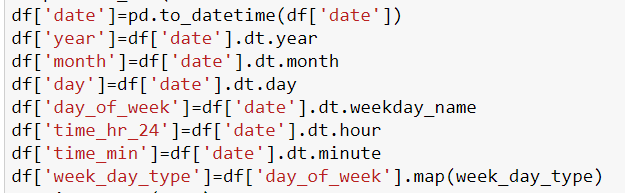 df['date']=pd.to_datetime(df['date'])
df['year']=df['date'].dt.year
df['month']=df['date'].dt.month
df['day']=df['date'].dt.day
df['day_of_week']=df['date'].dt.weekday_name
df['time_hr_24']=df['date'].dt.hour
df['time_min']=df['date'].dt.minute
df['week_day_type']=df['day_of_week'].map(week_day_type)